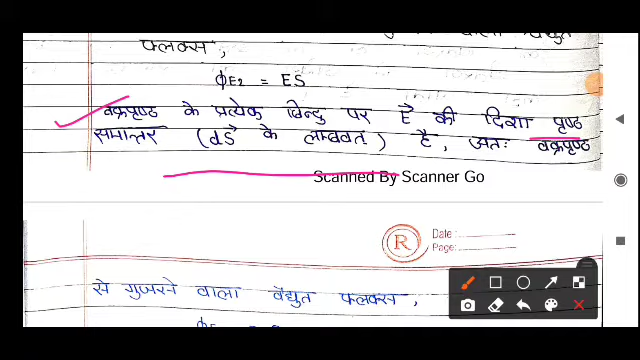 वाला वैद्युत
फ्लक्स,
ϕE2 = ES
वक्रपृष्ठ के प्रत्येक बिन्दु पर E⃗ की दिशा पृष्ठ
समान्तर (dS⃗ के लम्बवत) है, अतः वक्रपृष्ठ
Scanned By Scanner Go
R
Date:
Page:
से गुजरने वाला वैद्युत फ्लक्स,